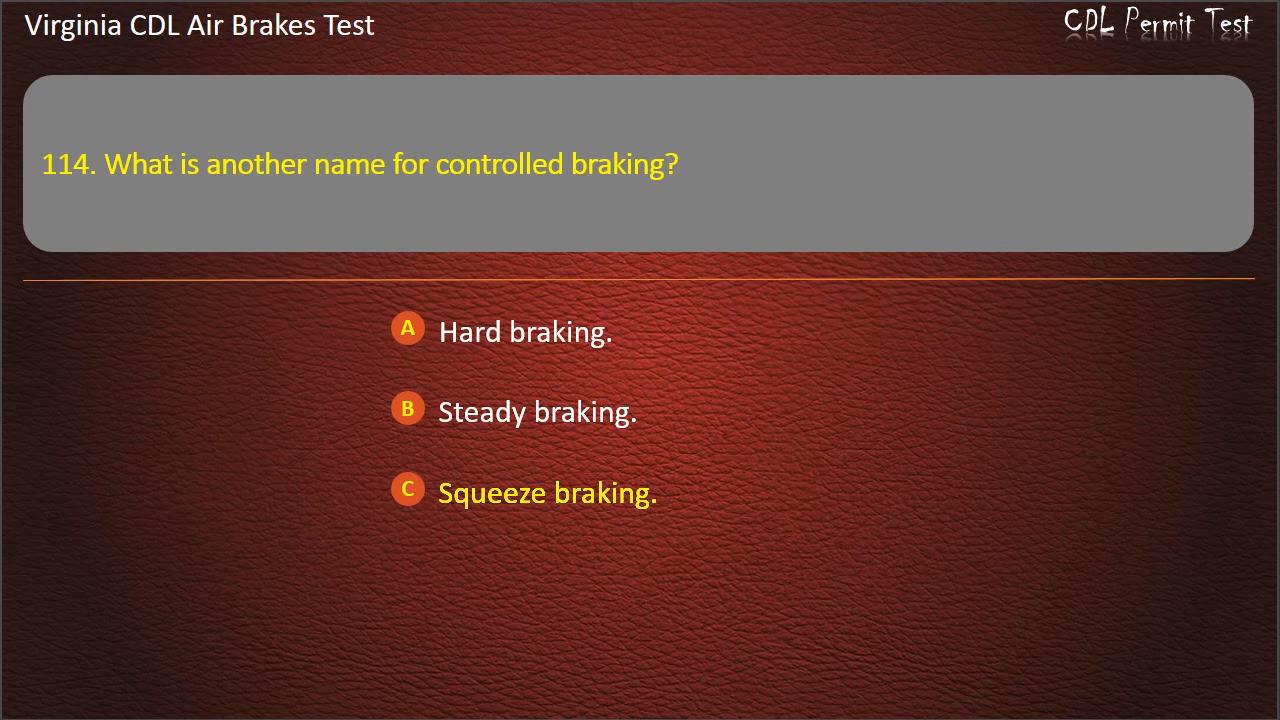 Virginia CDL Air Brakes Test
CDL Permit Test
114. What is another name for controlled braking?
A Hard braking.
B Steady braking.
C Squeeze braking.